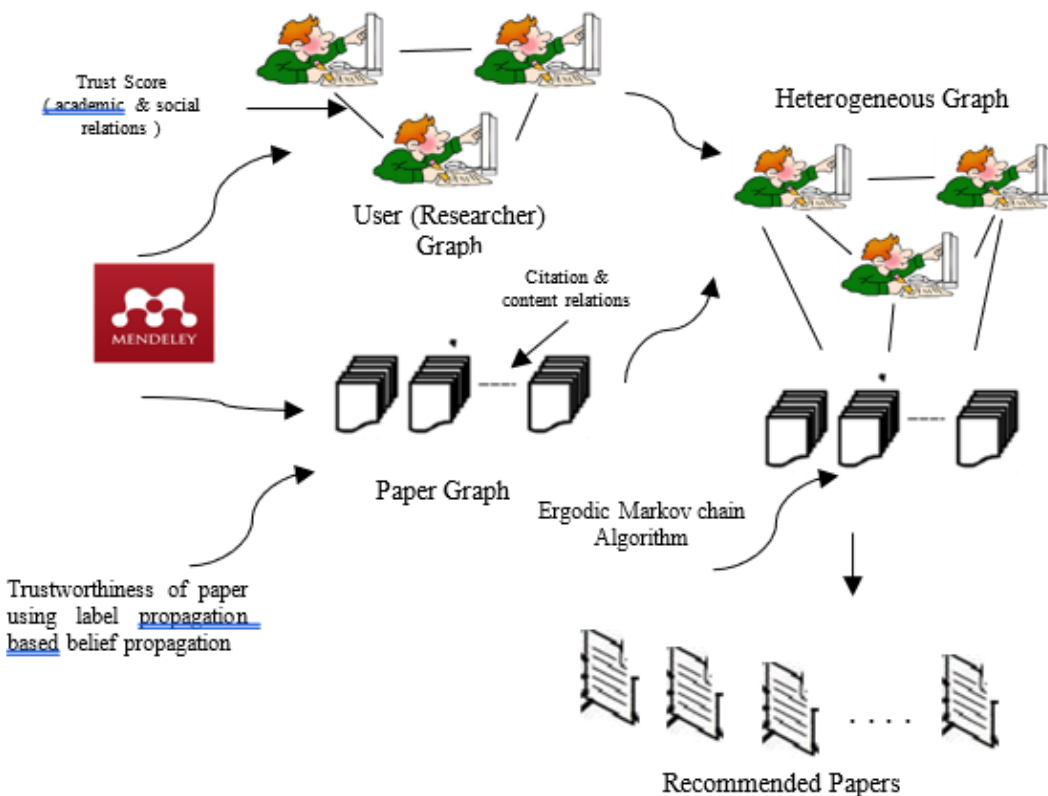 Trust Score
( academic & social
relations )
Heterogeneous Graph
User (Researcher)
Graph
Citation &
content relations
MENDELEY
Paper Graph
Ergodic Markov chain
Algorithm
Trustworthiness of paper
using label propagation
based belief propagation
Recommended Papers